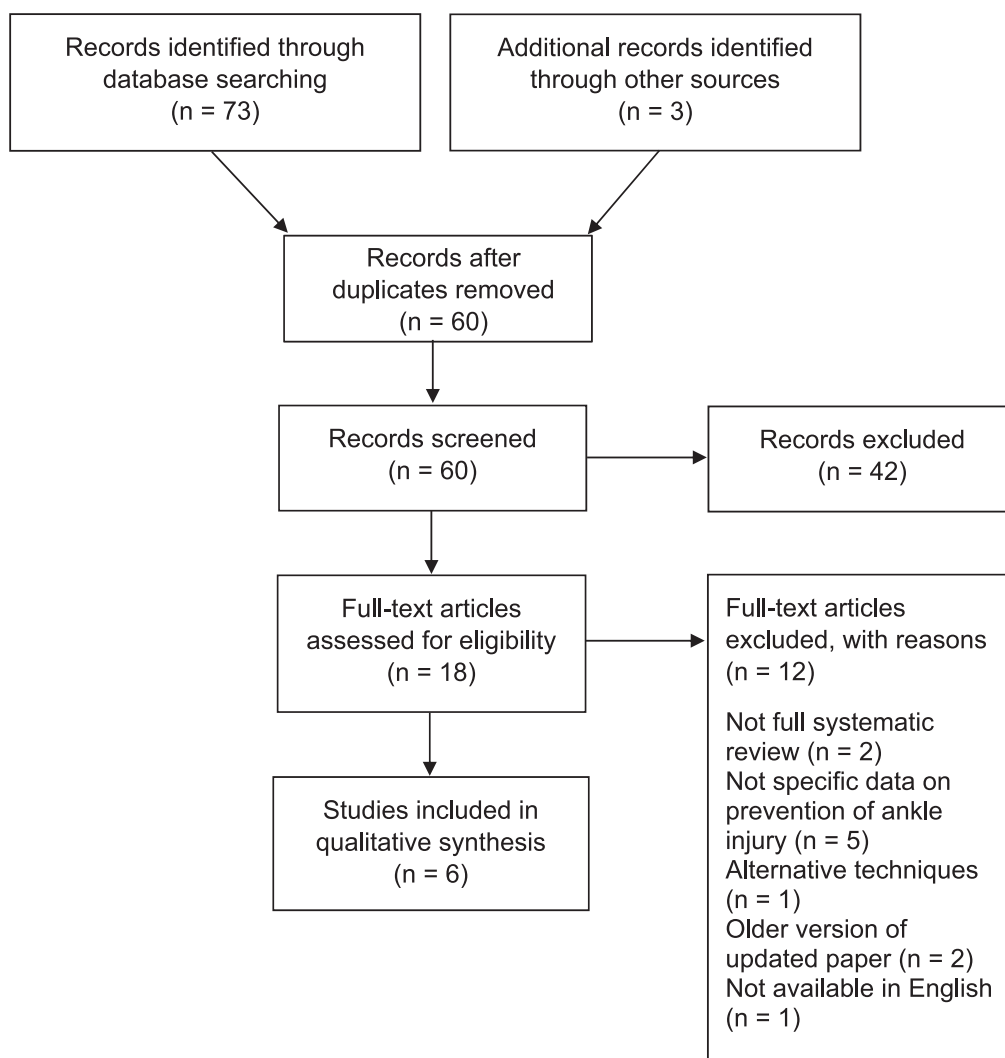 Records identified through
database searching
(n = 73)
Additional records identified
through other sources
(n = 3)
Records after
duplicates removed
(n = 60)
Records screened
(n = 60)
Records excluded
(n = 42)
Full-text articles
assessed for eligibility
(n = 18)
Full-text articles
excluded, with reasons
(n = 12)
Not full systematic
review (n = 2)
Not specific data on
prevention of ankle
injury (n = 5)
Alternative techniques
(n = 1)
Older version of
updated paper (n = 2)
Not available in English
(n = 1)
Studies included in
qualitative synthesis
(n = 6)